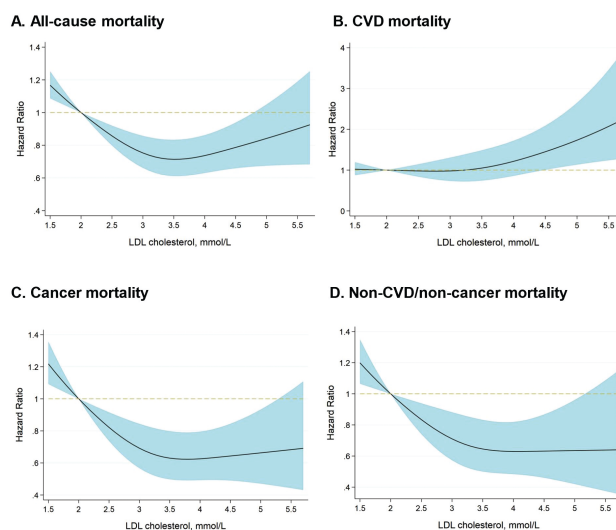 A. All-cause mortality
1.4
1.2
1
.8
.6
.4
Hazard Ratio
1.5 2 2.5 3 3.5 4 4.5 5 5.5
LDL cholesterol, mmol/L
B. CVD mortality
4
3
2
1
0
Hazard Ratio
1.5 2 2.5 3 3.5 4 4.5 5 5.5
LDL cholesterol, mmol/L
C. Cancer mortality
1.4
1.2
1
.8
.6
.4
Hazard Ratio
1.5 2 2.5 3 3.5 4 4.5 5 5.5
LDL cholesterol, mmol/L
D. Non-CVD/non-cancer mortality
1.4
1.2
1
.8
.6
.4
Hazard Ratio
1.5 2 2.5 3 3.5 4 4.5 5 5.5
LDL cholesterol, mmol/L